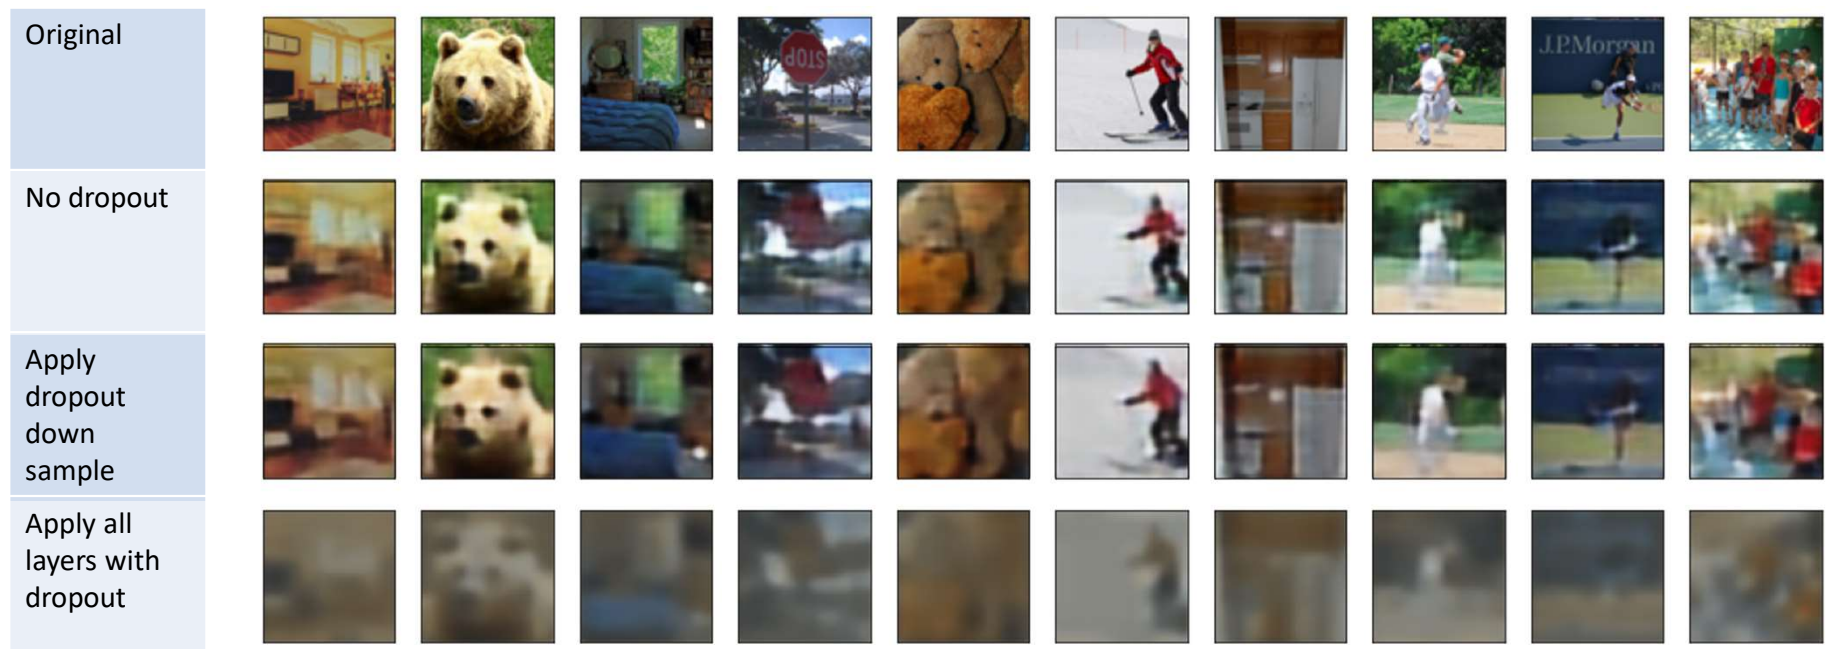 Original
No dropout
Apply
dropout
down
sample
Apply all
layers with
dropout
STOP
J.P.Morgan